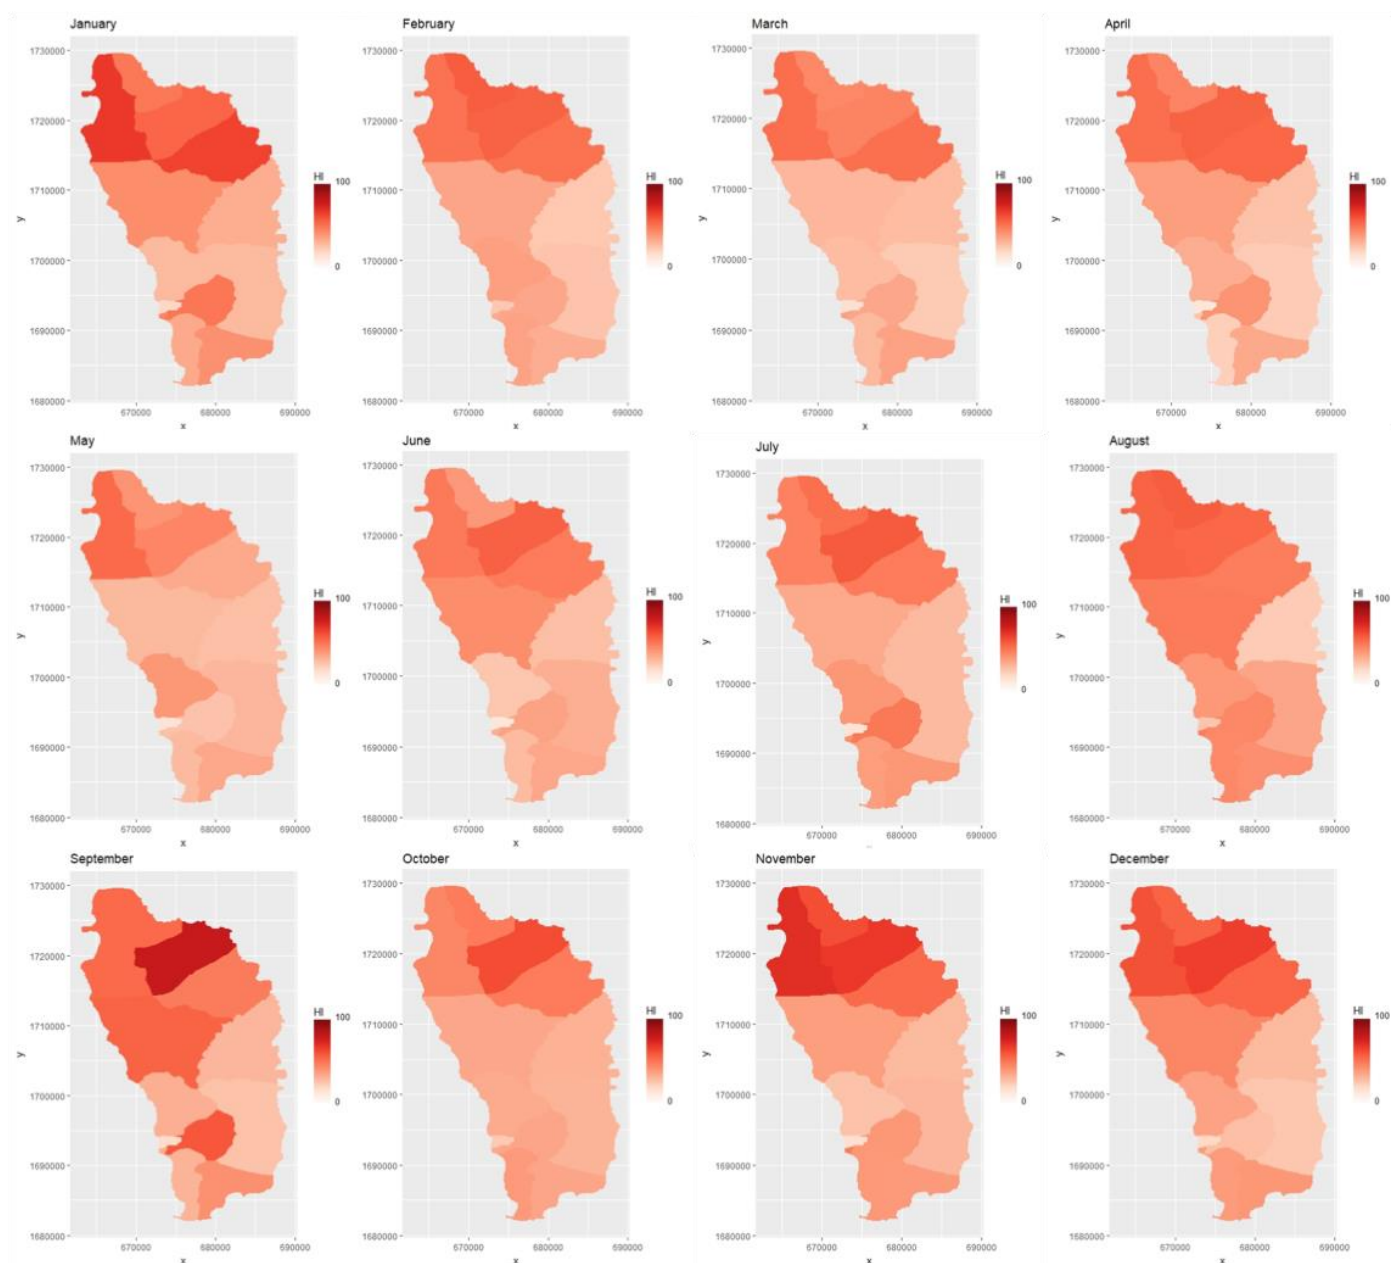 January
February
March
April
1730000
1720000
1710000
1700000
1690000
1680000
y
670000
680000
690000
x
HI
100
0
1730000
1720000
1710000
1700000
1690000
1680000
y
670000
680000
690000
x
HI
100
0
1730000
1720000
1710000
1700000
1690000
1680000
y
670000
680000
690000
x
HI
100
0
1730000
1720000
1710000
1700000
1690000
1680000
y
670000
680000
690000
x
HI
100
0
May
June
July
August
1730000
1720000
1710000
1700000
1690000
1680000
y
670000
680000
690000
x
HI
100
0
1730000
1720000
1710000
1700000
1690000
1680000
y
670000
680000
690000
x
HI
100
0
1730000
1720000
1710000
1700000
1690000
1680000
y
670000
680000
690000
HI
100
0
1730000
1720000
1710000
1700000
1690000
1680000
y
670000
680000
690000
x
HI
100
0
September
October
November
December
1730000
1720000
1710000
1700000
1690000
1680000
y
670000
680000
690000
x
HI
100
0
1730000
1720000
1710000
1700000
1690000
1680000
y
670000
680000
690000
x
HI
100
0
1730000
1720000
1710000
1700000
1690000
1680000
y
670000
680000
690000
x
HI
100
0
1730000
1720000
1710000
1700000
1690000
1680000
y
670000
680000
690000
x
HI
100
0